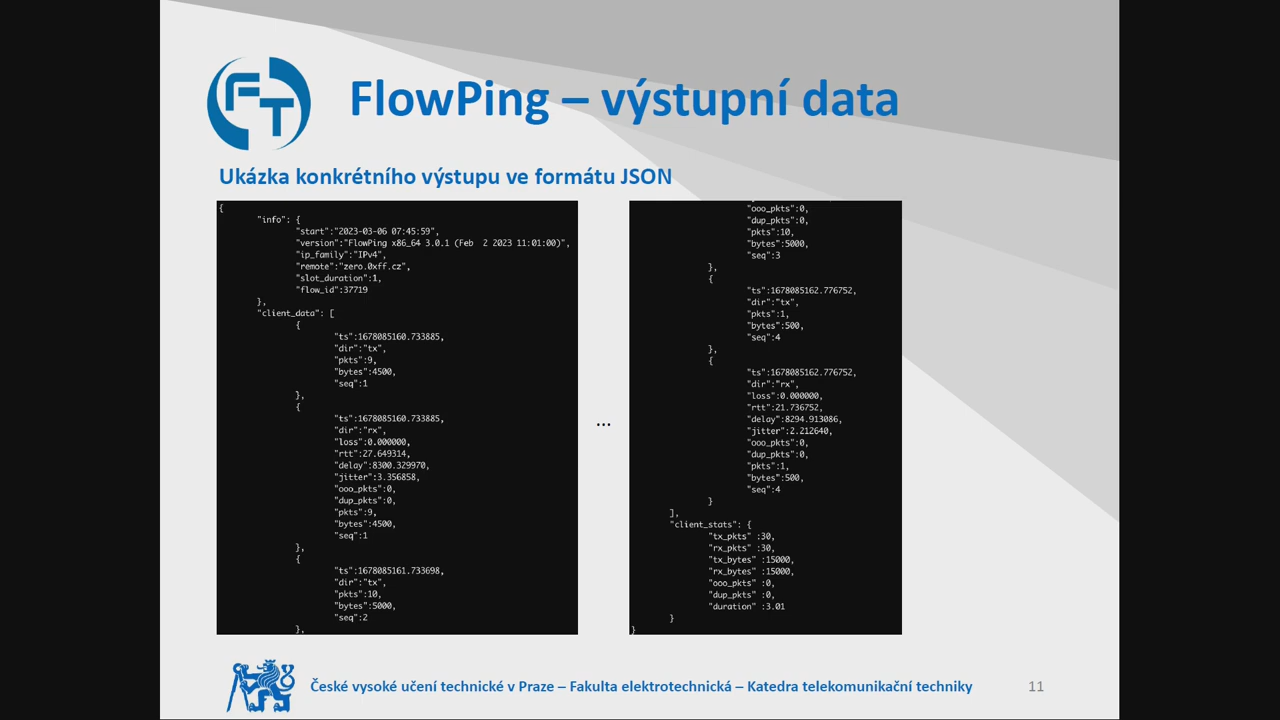 FT
FlowPing – výstupní data
Ukázka konkrétního výstupu ve formátu JSON
{
"info": {
"start":"2023-03-06 07:45:59",
"version":"FlowPing x86_64 3.0.1 (Feb  2 2023 11:01:00)",
"ip_family":"IPv4",
"remote":"zero.0xff.cz",
"slot_duration":1,
"flow_id":37719
},
"client_data": [
{
"ts":1678085160.733885,
"dir":"tx",
"pkts":9,
"bytes":4500,
"seq":1
},
{
"ts":1678085160.733885,
"dir":"rx",
"loss":0.000000,
"rtt":27.649314,
"delay":8300.329970,
"jitter":3.356858,
"ooo_pkts":0,
"dup_pkts":0,
"pkts":9,
"bytes":4500,
"seq":1
},
{
"ts":1678085161.733698,
"dir":"tx",
"pkts":10,
"bytes":5000,
"seq":2
},
...
"ooo_pkts":0,
"dup_pkts":0,
"pkts":10,
"bytes":5000,
"seq":3
},
{
"ts":1678085162.776752,
"dir":"tx",
"pkts":1,
"bytes":500,
"seq":4
},
{
"ts":1678085162.776752,
"dir":"rx",
"loss":0.000000,
"rtt":21.736752,
"delay":8294.913086,
"jitter":2.212640,
"ooo_pkts":0,
"dup_pkts":0,
"pkts":1,
"bytes":500,
"seq":4
}
],
"client_stats": {
"tx_pkts" :30,
"rx_pkts" :30,
"tx_bytes" :15000,
"rx_bytes" :15000,
"ooo_pkts" :0,
"dup_pkts" :0,
"duration" :3.01
}
}
České vysoké učení technické v Praze – Fakulta elektrotechnická – Katedra telekomunikační techniky
11